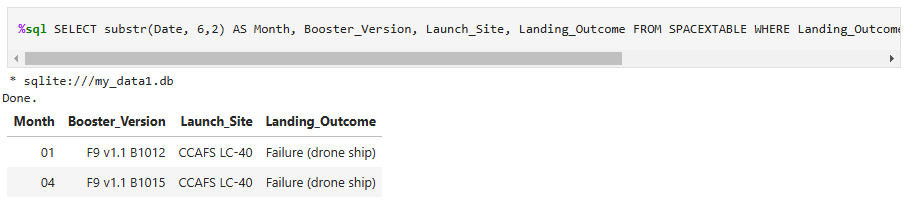 %sql SELECT substr(Date, 6,2) AS Month, Booster_Version, Launch_Site, Landing_Outcome FROM SPACEXTABLE WHERE Landing_Outcome
* sqlite:///my_data1.db
Done.
Month Booster_Version Launch_Site Landing_Outcome
01 F9 v1.1 B1012 CCAFS LC-40 Failure (drone ship)
04 F9 v1.1 B1015 CCAFS LC-40 Failure (drone ship)